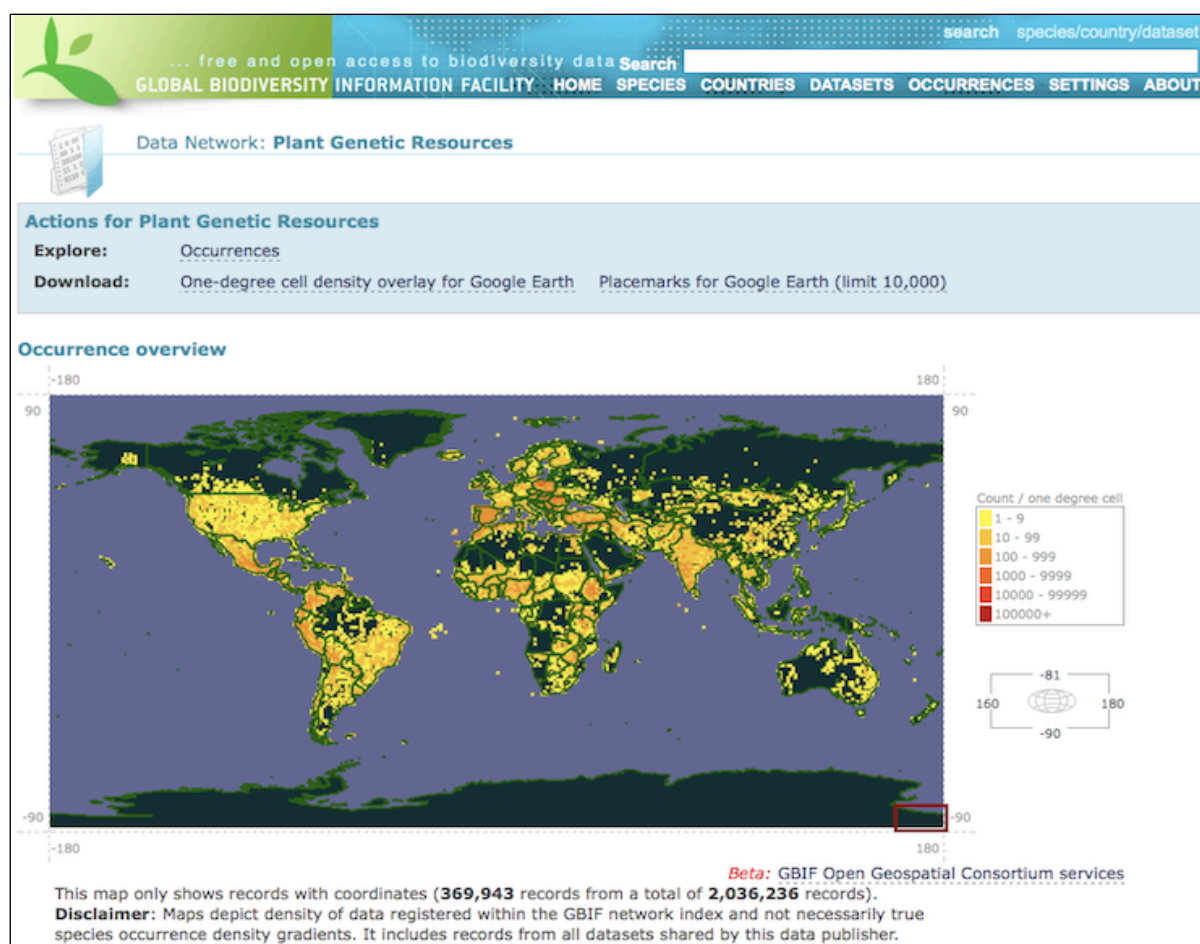 search species/country/dataset
... free and open access to biodiversity data Search
GLOBAL BIODIVERSITY INFORMATION FACILITY HOME SPECIES COUNTRIES DATASETS OCCURRENCES SETTINGS ABOUT
Data Network: Plant Genetic Resources
Actions for Plant Genetic Resources
Explore: Occurrences
Download: One-degree cell density overlay for Google Earth Placemarks for Google Earth (limit 10,000)
Occurrence overview
-180 180
90 90
Count / one degree cell
1 - 9
10 - 99
100 - 999
1000 - 9999
10000 - 99999
100000+
-81
160 180
-90
-90 -90
-180 180
Beta: GBIF Open Geospatial Consortium services
This map only shows records with coordinates (369,943 records from a total of 2,036,236 records).
Disclaimer: Maps depict density of data registered within the GBIF network index and not necessarily true
species occurrence density gradients. It includes records from all datasets shared by this data publisher.